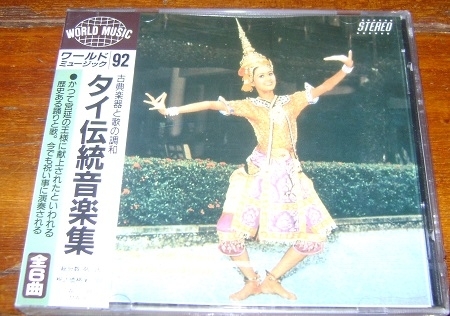 WORLD MUSIC
ワールド
ミュージック
92
STEREO
古典楽器と歌の調和
タイ伝統音楽集
●かつて宮廷の王様に献上されたといわれる
歴史ある踊りと歌。今でも祝い事に演奏される
全6曲